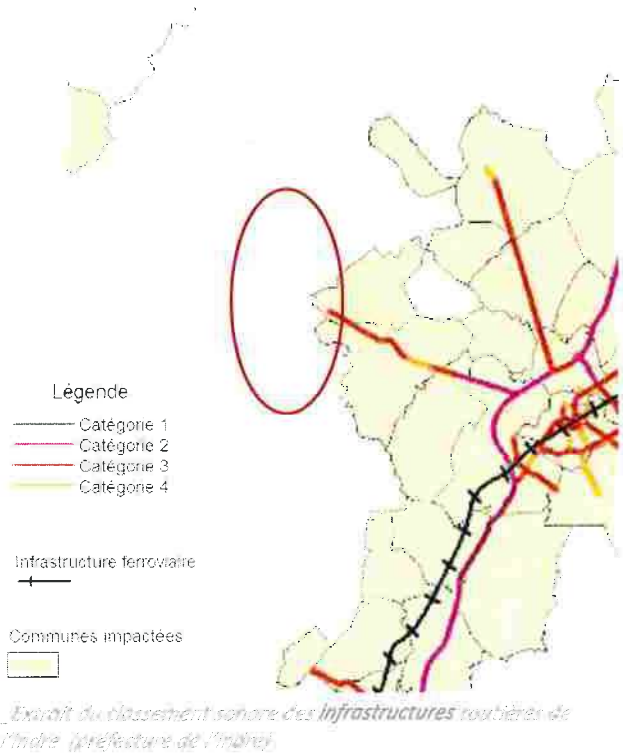 Légende
Catégorie 1
Catégorie 2
Catégorie 3
Catégorie 4
Infrastructure ferroviaire
Communes impactées
Extrait du classement sonore des infrastructures routières de
l'Indre (préfecture de l'Indre)